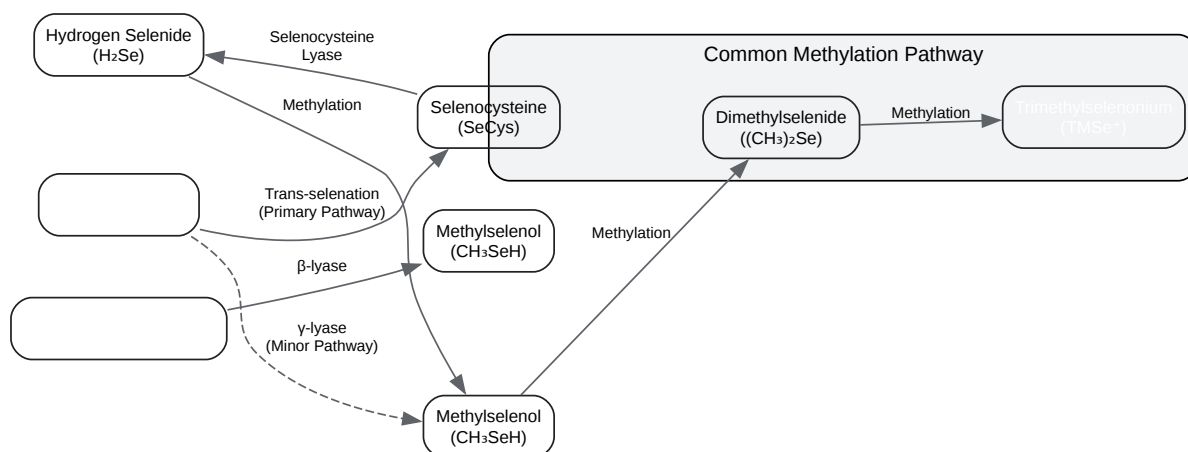 Hydrogen Selenide
(H₂Se)
Selenocysteine
Lyase
Common Methylation Pathway
Methylation
Selenocysteine
(SeCys)
Dimethylselenide
((CH₃)₂Se)
Methylation
Trimethylselenonium
(TMSe⁺)
Trans-selenation
(Primary Pathway)
Methylselenol
(CH₃SeH)
Methylation
β-lyase
γ-lyase
(Minor Pathway)
Methylselenol
(CH₃SeH)